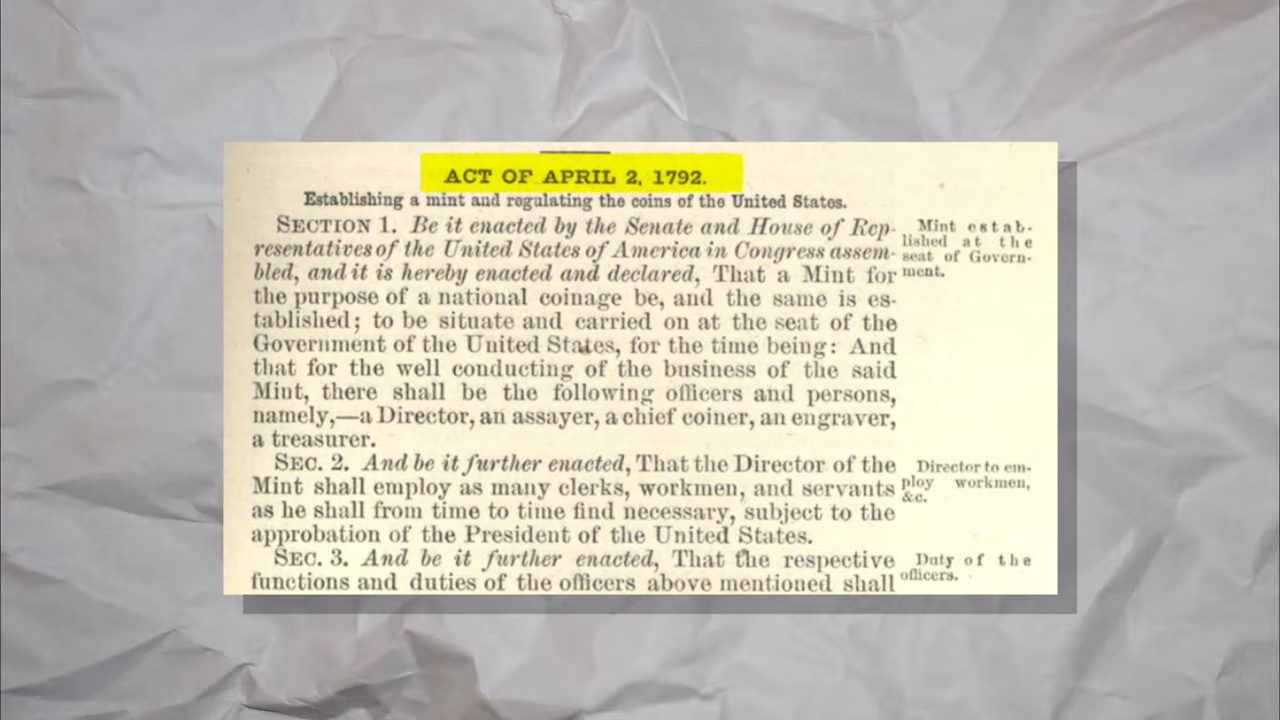 ACT OF APRIL 2, 1792.
Establishing a mint and regulating the coins of the United States.
SECTION 1. Be it enacted by the Senate and House of Rep-
resentatives of the United States of America in Congress assem-
bled, and it is hereby enacted and declared, That a Mint for
the purpose of a national coinage be, and the same is es-
tablished; to be situate and carried on at the seat of the
Government of the United States, for the time being: And
that for the well conducting of the business of the said
Mint, there shall be the following officers and persons,
namely,—a Director, an assayer, a chief coiner, an engraver,
a treasurer.
Mint estab-
lished at the
seat of Govern-
ment.
SEC. 2. And be it further enacted, That the Director of the
Mint shall employ as many clerks, workmen, and servants
as he shall from time to time find necessary, subject to the
approbation of the President of the United States.
Director to em-
ploy workmen,
&c.
SEC. 3. And be it further enacted, That the respective
functions and duties of the officers above mentioned shall
Duty of the
officers.